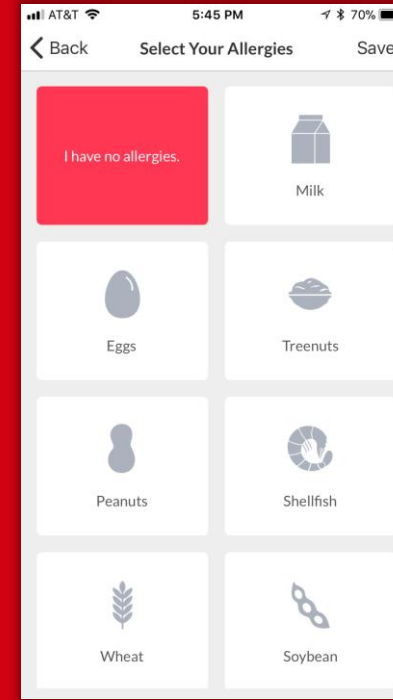 AT&T 5:45 PM 70%
Back Select Your Allergies Save
I have no allergies. Milk
Eggs Treenuts
Peanuts Shellfish
Wheat Soybean